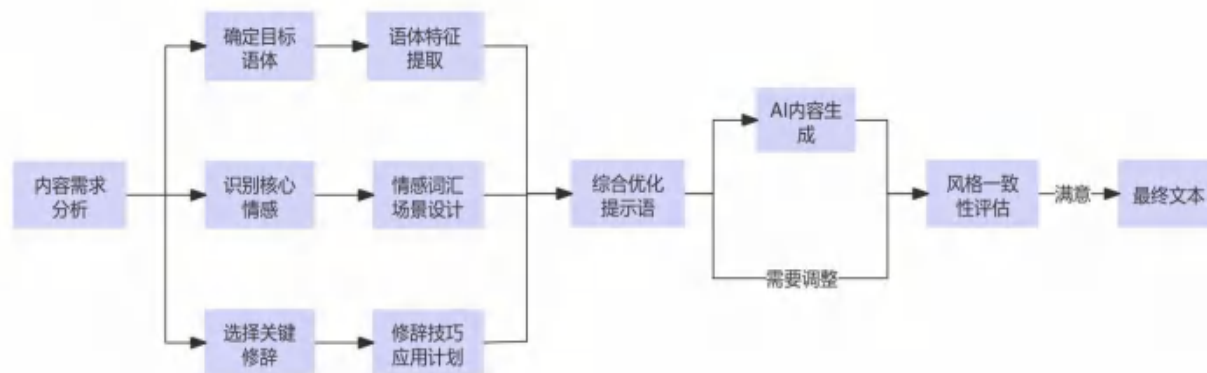 确定目标
语体
语体特征
提取
AI内容生
成
内容需求
分析
识别核心
情感
情感词汇
场景设计
综合优化
提示语
风格一致
性评估
满意
最终文本
需要调整
选择关键
修辞
修辞技巧
应用计划